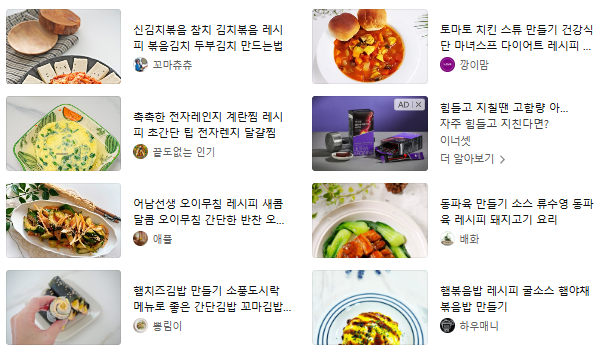 신김치볶음 참치 김치볶음 레시
피 볶음김치 두부김치 만드는법
꼬마츄츄
토마토 치킨 스튜 만들기 건강식
단 마녀스프 다이어트 레시피 ...
깡이맘
촉촉한 전자레인지 계란찜 레시
피 초간단 팁 전자렌지 달걀찜
끝도없는 인기
AD
힘들고 지칠땐 고함량 아...
자주 힘들고 지친다면?
이너셋
더 알아보기
어남선생 오이무침 레시피 새콤
달콤 오이무침 간단한 반찬 오...
애플
동파육 만들기 소스 류수영 동파
육 레시피 돼지고기 요리
배화
햄치즈김밥 만들기 소풍도시락
메뉴로 좋은 간단김밥 꼬마김밥...
뽕림이
햄볶음밥 레시피 굴소스 햄야채
볶음밥 만들기
하우매니